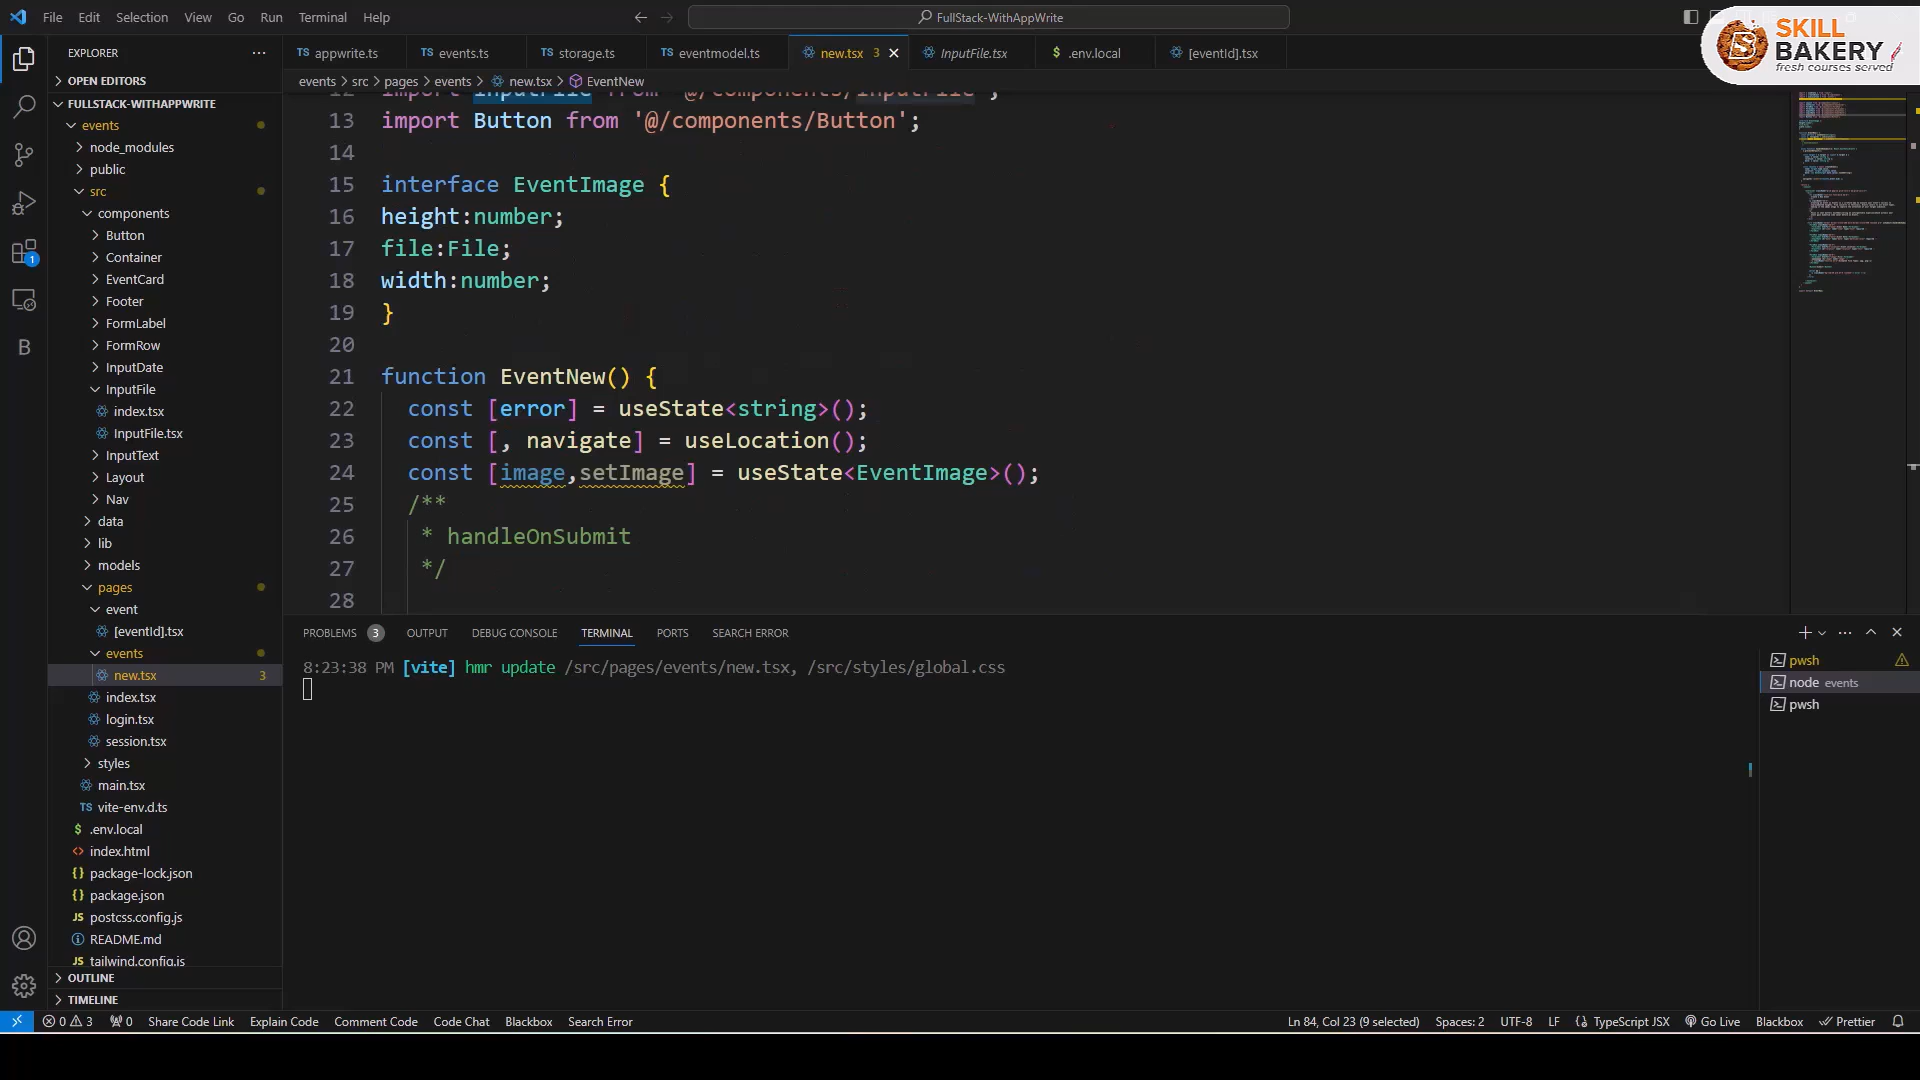 File Edit Selection View Go Run Terminal Help
FullStack-WithAppWrite
SKILL
BAKERY
fresh courses served
EXPLORER
OPEN EDITORS
FULLSTACK-WITHAPPWRITE
events
node_modules
public
src
components
Button
Container
EventCard
Footer
FormLabel
FormRow
InputDate
InputFile
index.tsx
InputFile.tsx
InputText
Layout
Nav
data
lib
models
pages
event
[eventId].tsx
events
new.tsx 3
index.tsx
login.tsx
session.tsx
styles
main.tsx
TS vite-env.d.ts
$ .env.local
<> index.html
{} package-lock.json
{} package.json
JS postcss.config.js
README.md
JS tailwind.config.js
OUTLINE
TIMELINE
1
B
TS appwrite.ts TS events.ts TS storage.ts TS eventmodel.ts new.tsx 3 InputFile.tsx $ .env.local [eventId].tsx
events > src > pages > events > new.tsx > EventNew
12 import InputFile from '@/components/InputFile';
13 import Button from '@/components/Button';
14
15 interface EventImage {
16 height:number;
17 file:File;
18 width:number;
19 }
20
21 function EventNew() {
22 const [error] = useState<string>();
23 const [, navigate] = useLocation();
24 const [image,setImage] = useState<EventImage>();
25 /**
26 * handleOnSubmit
27 */
28
PROBLEMS 3 OUTPUT DEBUG CONSOLE TERMINAL PORTS SEARCH ERROR
8:23:38 PM [vite] hmr update /src/pages/events/new.tsx, /src/styles/global.css
pwsh
node events
pwsh
0 3 0 Share Code Link Explain Code Comment Code Code Chat Blackbox Search Error
Ln 84, Col 23 (9 selected) Spaces: 2 UTF-8 LF {} TypeScript JSX Go Live Blackbox Prettier